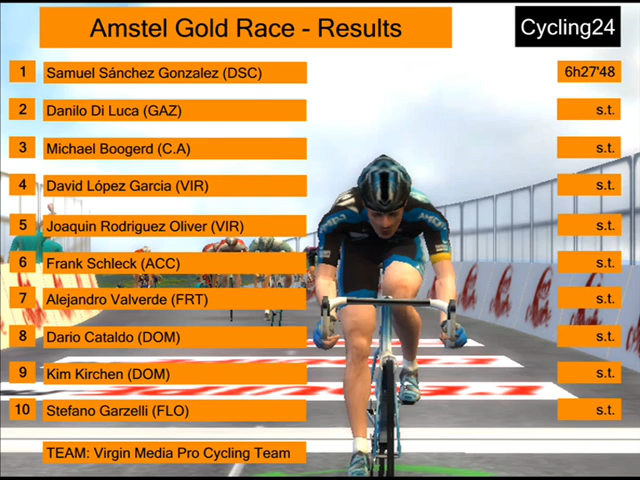 Amstel Gold Race - Results
Cycling24
1 Samuel Sánchez Gonzalez (DSC) 6h27'48
2 Danilo Di Luca (GAZ) s.t.
3 Michael Boogerd (C.A) s.t.
4 David López Garcia (VIR) s.t.
5 Joaquin Rodriguez Oliver (VIR) s.t.
6 Frank Schleck (ACC) s.t.
7 Alejandro Valverde (FRT) s.t.
8 Dario Cataldo (DOM) s.t.
9 Kim Kirchen (DOM) s.t.
10 Stefano Garzelli (FLO) s.t.
TEAM: Virgin Media Pro Cycling Team